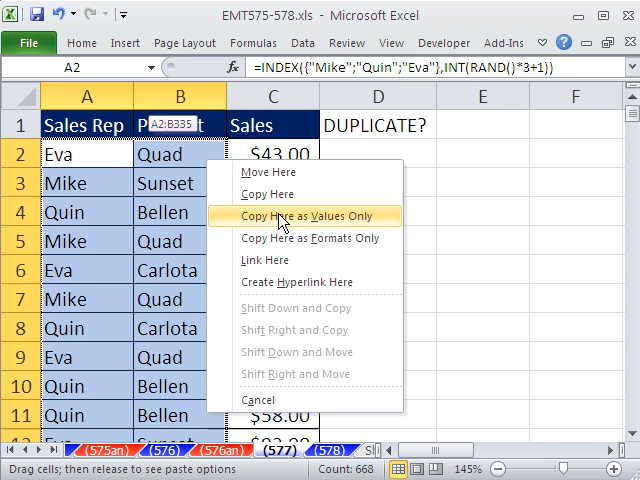 EMT575-578.xls - Microsoft Excel
File Home Insert Page Layout Formulas Data Review View Developer Add-Ins
A2 fx =INDEX({"Mike";"Quin";"Eva"},INT(RAND()*3+1))
A B C D E F
1 Sales Rep P A2:B335 t Sales DUPLICATE?
2 Eva Quad $43.00
3 Mike Sunset
4 Quin Bellen
5 Mike Quad
6 Eva Carlota
7 Mike Quad
8 Quin Carlota
9 Eva Quad
10 Quin Bellen
11 Quin Bellen $58.00
Move Here
Copy Here
Copy Here as Values Only
Copy Here as Formats Only
Link Here
Create Hyperlink Here
Shift Down and Copy
Shift Right and Copy
Shift Down and Move
Shift Right and Move
Cancel
(575an) (576) (576an) (577) (578)
Drag cells; then release to see paste options Count: 668 145%